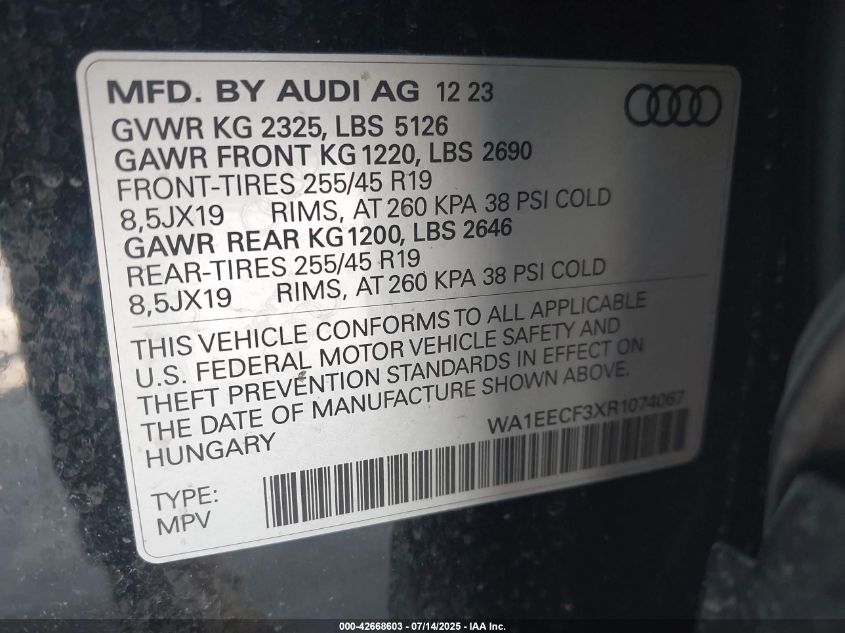 MFD. BY AUDI AG 12 23
GVWR KG 2325, LBS 5126
GAWR FRONT KG 1220, LBS 2690
FRONT-TIRES 255/45 R19
8,5JX19 RIMS, AT 260 KPA 38 PSI COLD
GAWR REAR KG 1200, LBS 2646
REAR-TIRES 255/45 R19
8,5JX19 RIMS, AT 260 KPA 38 PSI COLD
THIS VEHICLE CONFORMS TO ALL APPLICABLE
U.S. FEDERAL MOTOR VEHICLE SAFETY AND
THEFT PREVENTION STANDARDS IN EFFECT ON
THE DATE OF MANUFACTURE SHOWN ABOVE.
HUNGARY WA1EECF3XR1074067
TYPE:
MPV
000-42668603 - 07/14/2025 - IAA Inc.